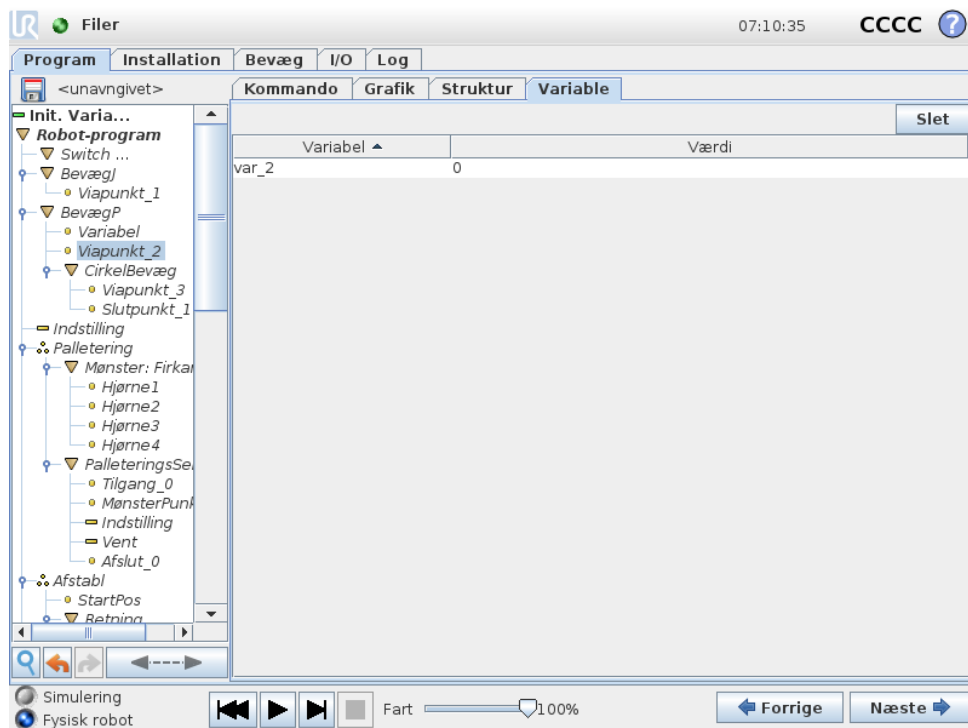 UR Filer 07:10:35 CCCC ?
Program Installation Bevæg I/O Log
<unavngivet> Kommando Grafik Struktur Variable
Slet
Variabel Værdi
var_2 0
Init. Varia...
Robot-program
Switch ...
BevægJ
Viapunkt_1
BevægP
Variabel
Viapunkt_2
CirkelBevæg
Viapunkt_3
Slutpunkt_1
Indstilling
Palletering
Mønster: Firkan
Hjørne1
Hjørne2
Hjørne3
Hjørne4
PalleteringsSe
Tilgang_0
MønsterPunk
Indstilling
Vent
Afslut_0
Afstabl
StartPos
Retning
Simulering
Fysisk robot
Fart 100%
Forrige Næste